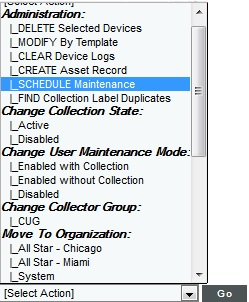 [Select Action]
Administration:
|_DELETE Selected Devices
|_MODIFY By Template
|_CLEAR Device Logs
|_CREATE Asset Record
|_SCHEDULE Maintenance
|_FIND Collection Label Duplicates
Change Collection State:
|_Active
|_Disabled
Change User Maintenance Mode:
|_Enabled with Collection
|_Enabled without Collection
|_Disabled
Change Collector Group:
|_CUG
Move To Organization:
|_All Star - Chicago
|_All Star - Miami
|_System
[Select Action]
Go